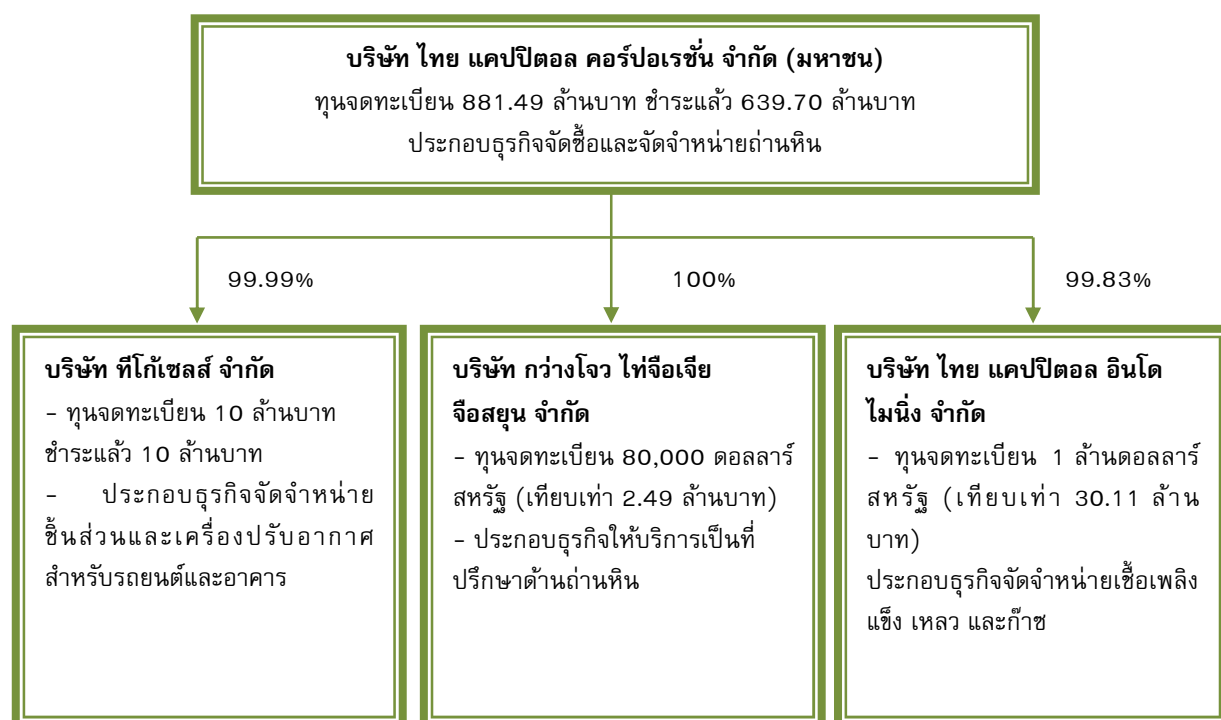 บริษัท ไทย แคปปิตอล คอร์ปอเรชั่น จำกัด (มหาชน)
ทุนจดทะเบียน 881.49 ล้านบาท ชำระแล้ว 639.70 ล้านบาท
ประกอบธุรกิจจัดซื้อและจัดจำหน่ายถ่านหิน
99.99%
100%
99.83%
บริษัท ทีโก้เซลส์ จำกัด
- ทุนจดทะเบียน 10 ล้านบาท
ชำระแล้ว 10 ล้านบาท
- ประกอบธุรกิจจัดจำหน่าย
ชิ้นส่วนและเครื่องปรับอากาศ
สำหรับรถยนต์และอาคาร
บริษัท กว่างโจว ไท่จือเจีย
จือสยุน จำกัด
- ทุนจดทะเบียน 80,000 ดอลลาร์
สหรัฐ (เทียบเท่า 2.49 ล้านบาท)
- ประกอบธุรกิจให้บริการเป็นที่
ปรึกษาด้านถ่านหิน
บริษัท ไทย แคปปิตอล อินโด
ไมนิ่ง จำกัด
- ทุนจดทะเบียน 1 ล้านดอลลาร์
สหรัฐ (เทียบเท่า 30.11 ล้าน
บาท)
ประกอบธุรกิจจัดจำหน่ายเชื้อเพลิง
แข็ง เหลว และก๊าซ